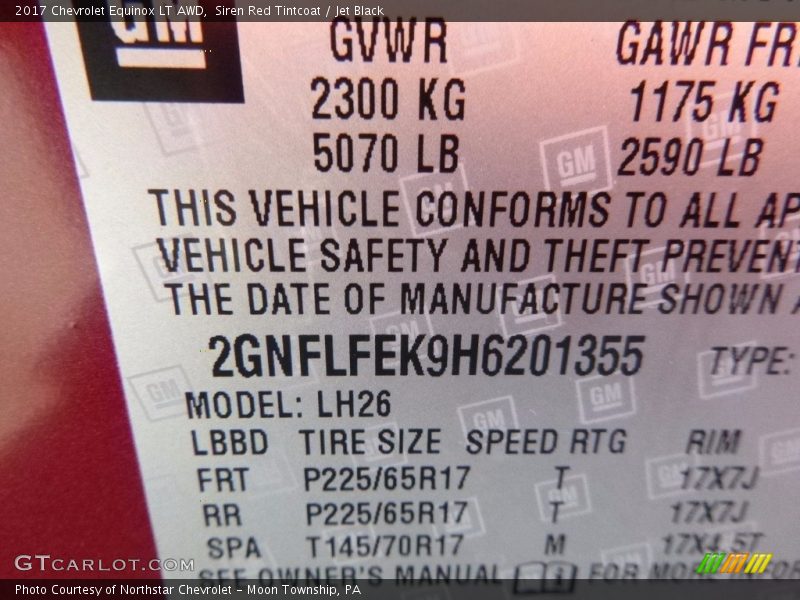 2017 Chevrolet Equinox LT AWD, Siren Red Tintcoat / Jet Black
GM
GVWR GAWR FR
2300 KG 1175 KG
5070 LB 2590 LB
THIS VEHICLE CONFORMS TO ALL AP
VEHICLE SAFETY AND THEFT PREVENT
THE DATE OF MANUFACTURE SHOWN A
2GNFLFEK9H6201355 TYPE:
MODEL: LH26
LBBD TIRE SIZE SPEED RTG RIM
FRT P225/65R17 T 17X7J
RR P225/65R17 T 17X7J
SPA T145/70R17 M 17X4.5T
SEE OWNER'S MANUAL FOR MORE
GTCARLOT.COM
Photo Courtesy of Northstar Chevrolet – Moon Township, PA